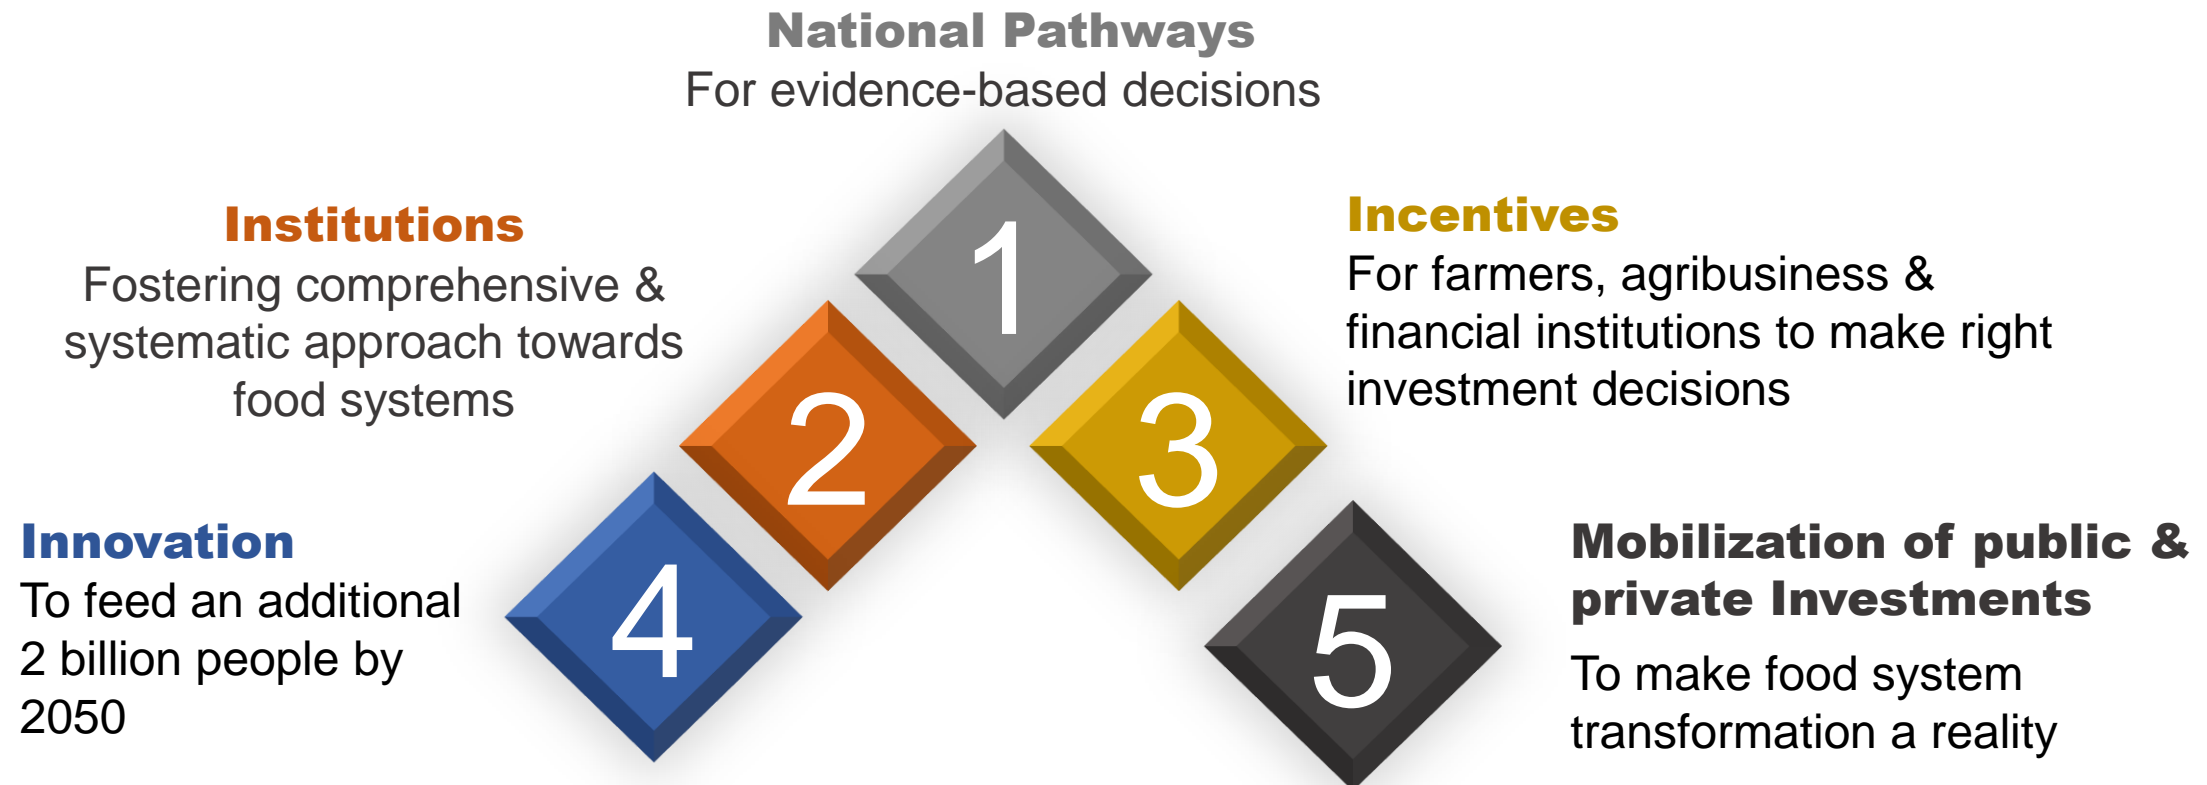 National Pathways
For evidence-based decisions
1
Institutions
Fostering comprehensive &
systematic approach towards
food systems
2
Incentives
For farmers, agribusiness &
financial institutions to make right
investment decisions
3
Innovation
To feed an additional
2 billion people by
2050
4
Mobilization of public &
private Investments
To make food system
transformation a reality
5